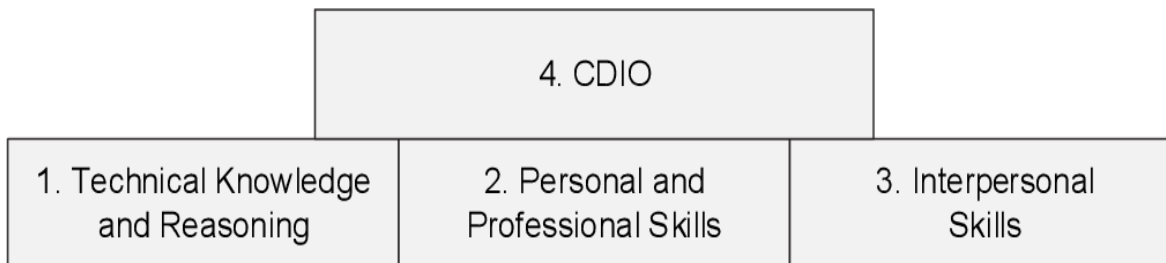 4. CDIO
1. Technical Knowledge
and Reasoning
2. Personal and
Professional Skills
3. Interpersonal
Skills